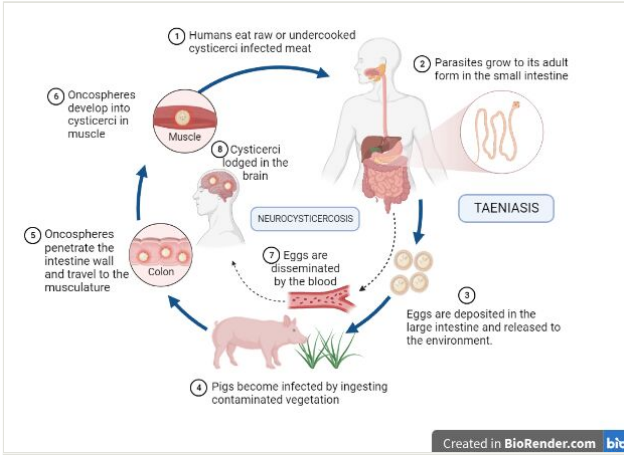 1 Humans eat raw or undercooked
cysticerci infected meat
2 Parasites grow to its adult
form in the small intestine
6 Oncospheres
develop into
cysticerci in
muscle
Muscle
8 Cysticerci
lodged in the
brain
NEUROCYSTICERCOSIS
TAENIASIS
5 Oncospheres
penetrate the
intestine wall
and travel to the
musculature
Colon
7 Eggs are
disseminated
by the blood
3
Eggs are deposited in the
large intestine and released to
the environment.
4 Pigs become infected by ingesting
contaminated vegetation
Created in BioRender.com bio